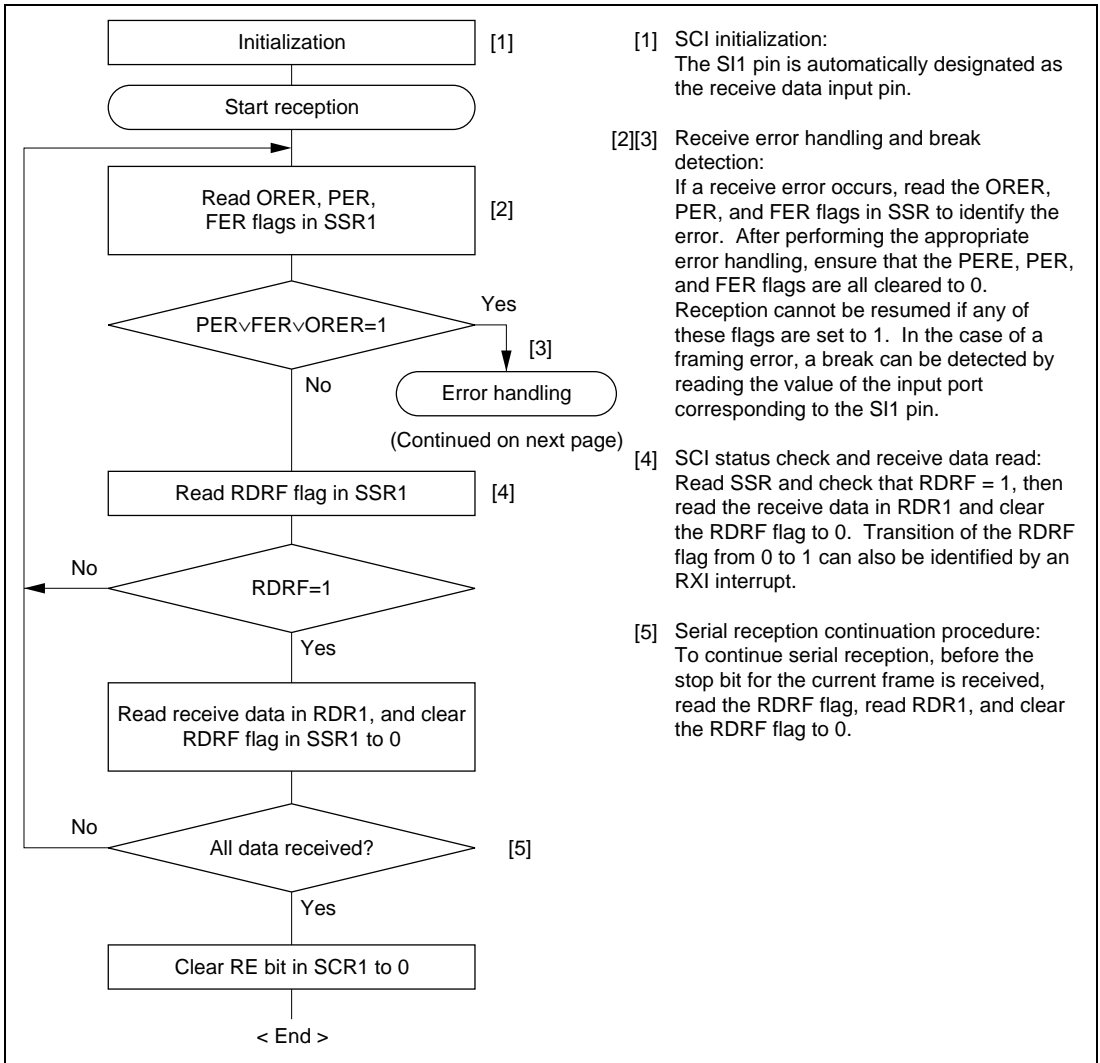 Initialization
[1]
Start reception
Read ORER, PER,
FER flags in SSR1
[2]
PER∨FER∨ORER=1
Yes
[3]
No
Error handling
(Continued on next page)
Read RDRF flag in SSR1
[4]
No
RDRF=1
Yes
Read receive data in RDR1, and clear
RDRF flag in SSR1 to 0
No
All data received?
[5]
Yes
Clear RE bit in SCR1 to 0
< End >
[1] SCI initialization:
The SI1 pin is automatically designated as
the receive data input pin.
[2][3] Receive error handling and break
detection:
If a receive error occurs, read the ORER,
PER, and FER flags in SSR to identify the
error. After performing the appropriate
error handling, ensure that the PERE, PER,
and FER flags are all cleared to 0.
Reception cannot be resumed if any of
these flags are set to 1. In the case of a
framing error, a break can be detected by
reading the value of the input port
corresponding to the SI1 pin.
[4] SCI status check and receive data read:
Read SSR and check that RDRF = 1, then
read the receive data in RDR1 and clear
the RDRF flag to 0. Transition of the RDRF
flag from 0 to 1 can also be identified by an
RXI interrupt.
[5] Serial reception continuation procedure:
To continue serial reception, before the
stop bit for the current frame is received,
read the RDRF flag, read RDR1, and clear
the RDRF flag to 0.